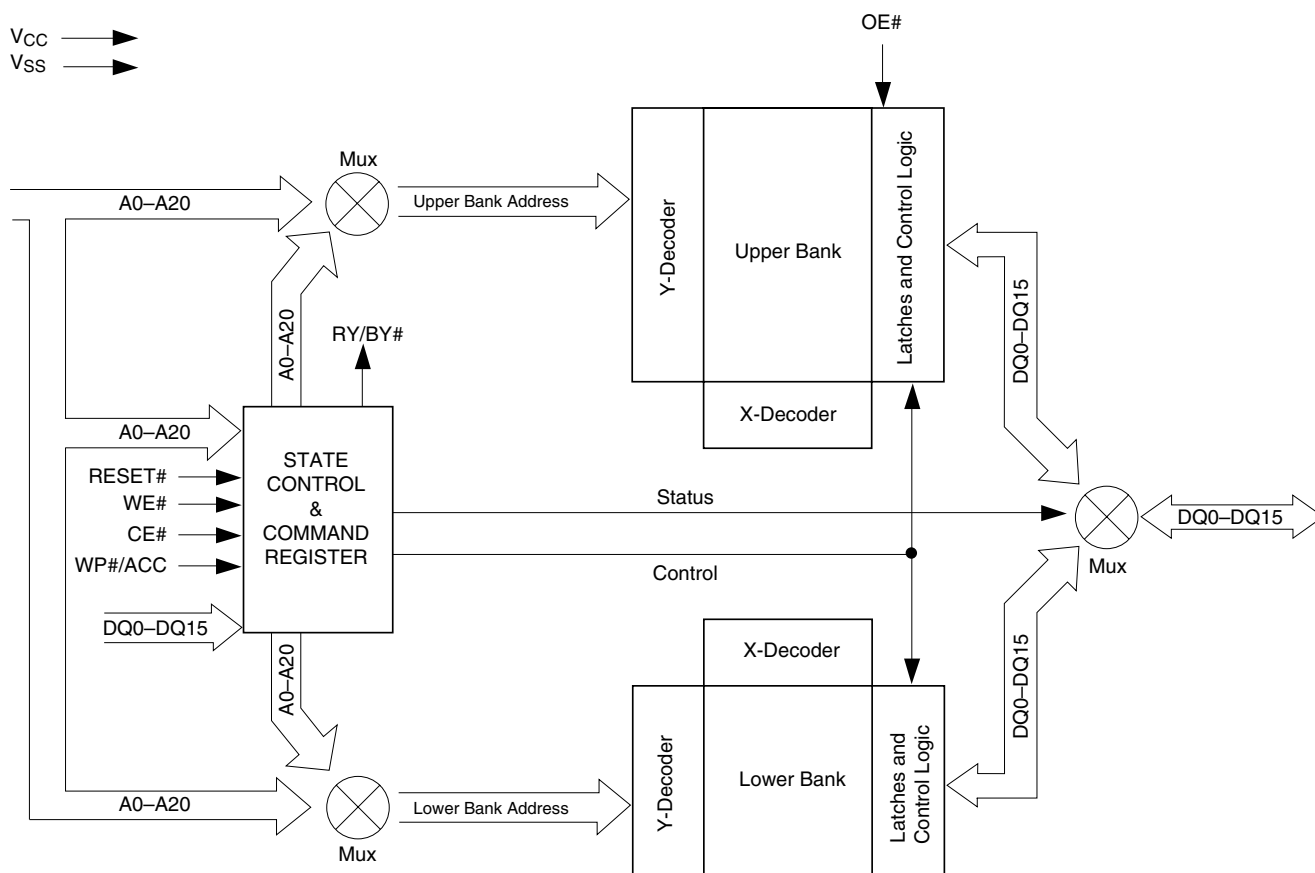 VCC
VSS
OE#
Mux
A0–A20
Upper Bank Address
Y-Decoder
Upper Bank
Latches and Control Logic
X-Decoder
DQ0–DQ15
A0–A20
RY/BY#
A0–A20
RESET#
WE#
CE#
WP#/ACC
DQ0–DQ15
STATE
CONTROL
&
COMMAND
REGISTER
Status
Control
DQ0–DQ15
Mux
A0–A20
X-Decoder
Y-Decoder
Lower Bank
Latches and
Control Logic
DQ0–DQ15
A0–A20
Lower Bank Address
Mux